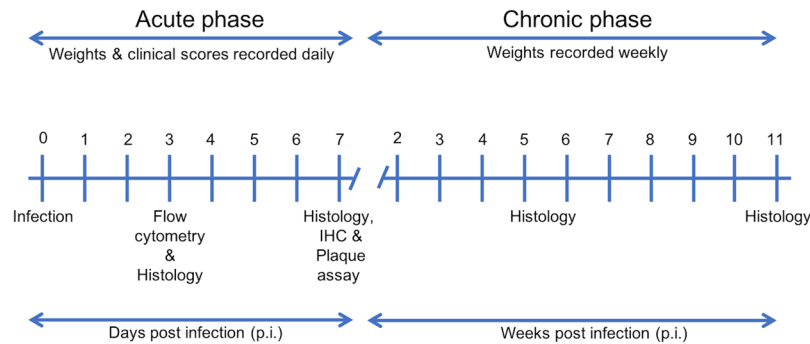 Acute phase
Chronic phase
Weights & clinical scores recorded daily
Weights recorded weekly
0 1 2 3 4 5 6 7 2 3 4 5 6 7 8 9 10 11
Infection
Flow
cytometry
&
Histology
Histology,
IHC &
Plaque
assay
Histology
Histology
Days post infection (p.i.)
Weeks post infection (p.i.)